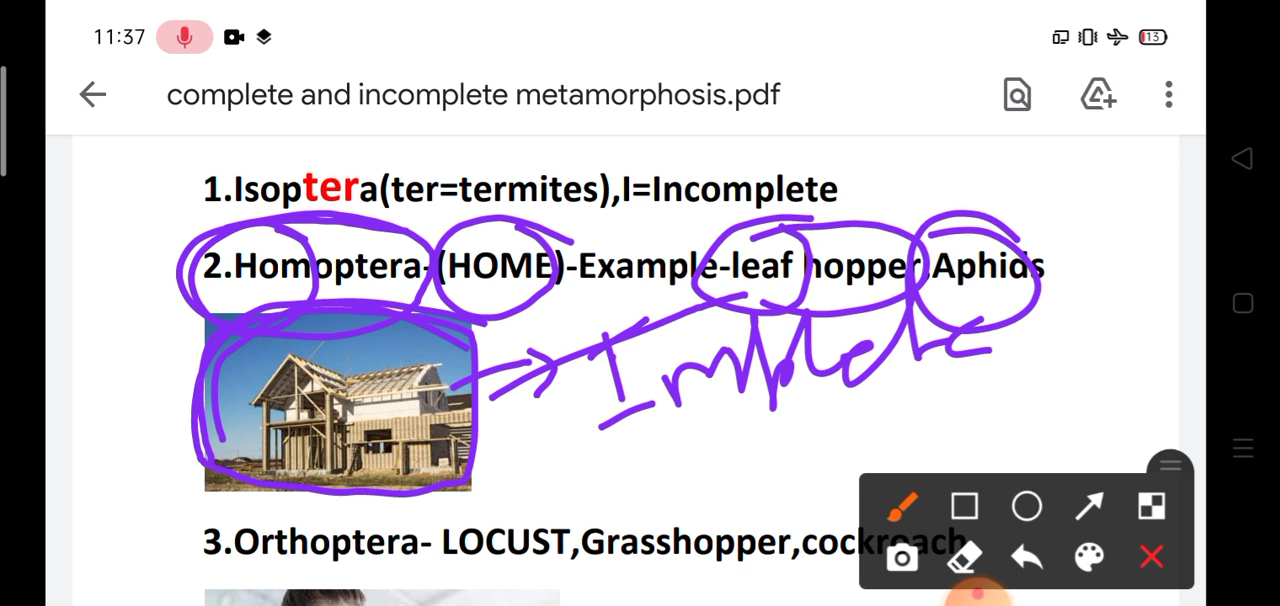 11:37
13
complete and incomplete metamorphosis.pdf
1.Isoptera(ter=termites),I=Incomplete
2.Homoptera-(HOME)-Example-leaf hopper,Aphids
3.Orthoptera- LOCUST,Grasshopper,cockroach